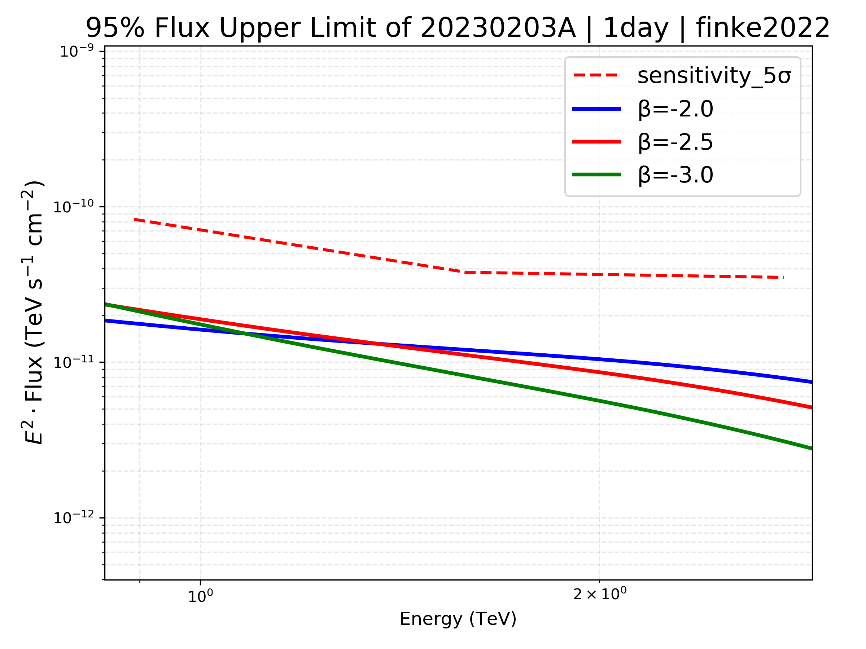 95% Flux Upper Limit of 20230203A | 1day | finke2022
sensitivity_5σ
β=-2.0
β=-2.5
β=-3.0
10⁻⁹
10⁻¹⁰
10⁻¹¹
10⁻¹²
E² · Flux (TeV s⁻¹ cm⁻²)
10⁰
2 × 10⁰
Energy (TeV)